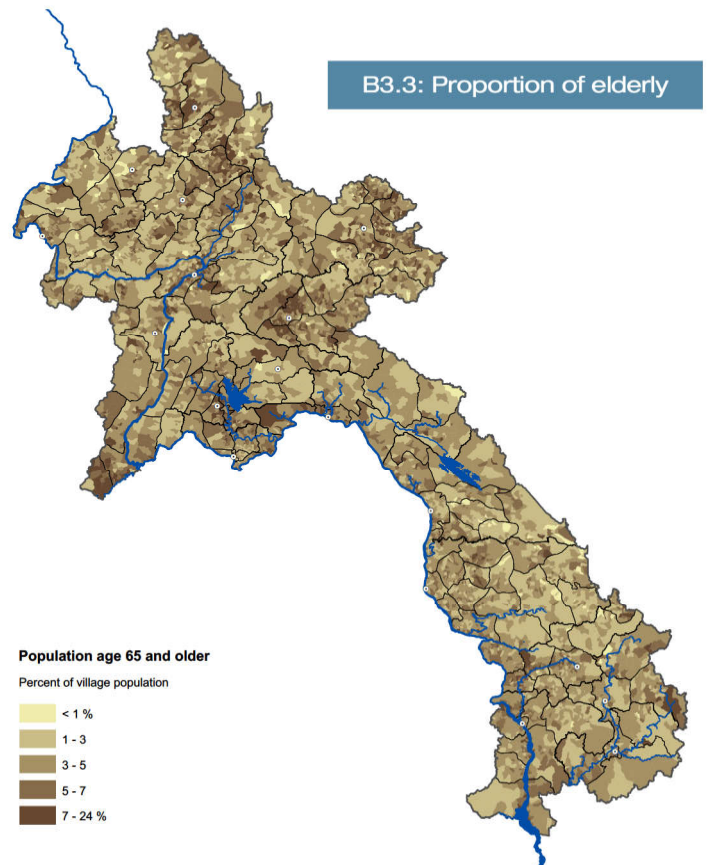 B3.3: Proportion of elderly
Population age 65 and older
Percent of village population
< 1 %
1 - 3
3 - 5
5 - 7
7 - 24 %